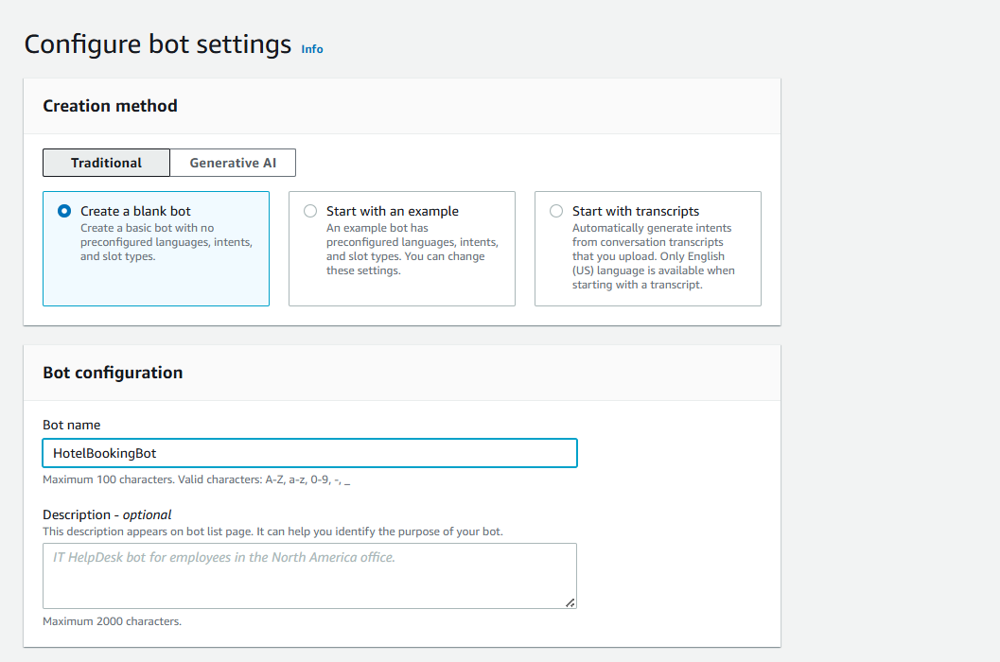 Configure bot settings Info
Creation method
Traditional Generative AI
Create a blank bot
Create a basic bot with no
preconfigured languages, intents,
and slot types.
Start with an example
An example bot has
preconfigured languages, intents,
and slot types. You can change
these settings.
Start with transcripts
Automatically generate intents
from conversation transcripts
that you upload. Only English
(US) language is available when
starting with a transcript.
Bot configuration
Bot name
HotelBookingBot
Maximum 100 characters. Valid characters: A-Z, a-z, 0-9, -, _
Description - optional
This description appears on bot list page. It can help you identify the purpose of your bot.
IT HelpDesk bot for employees in the North America office.
Maximum 2000 characters.